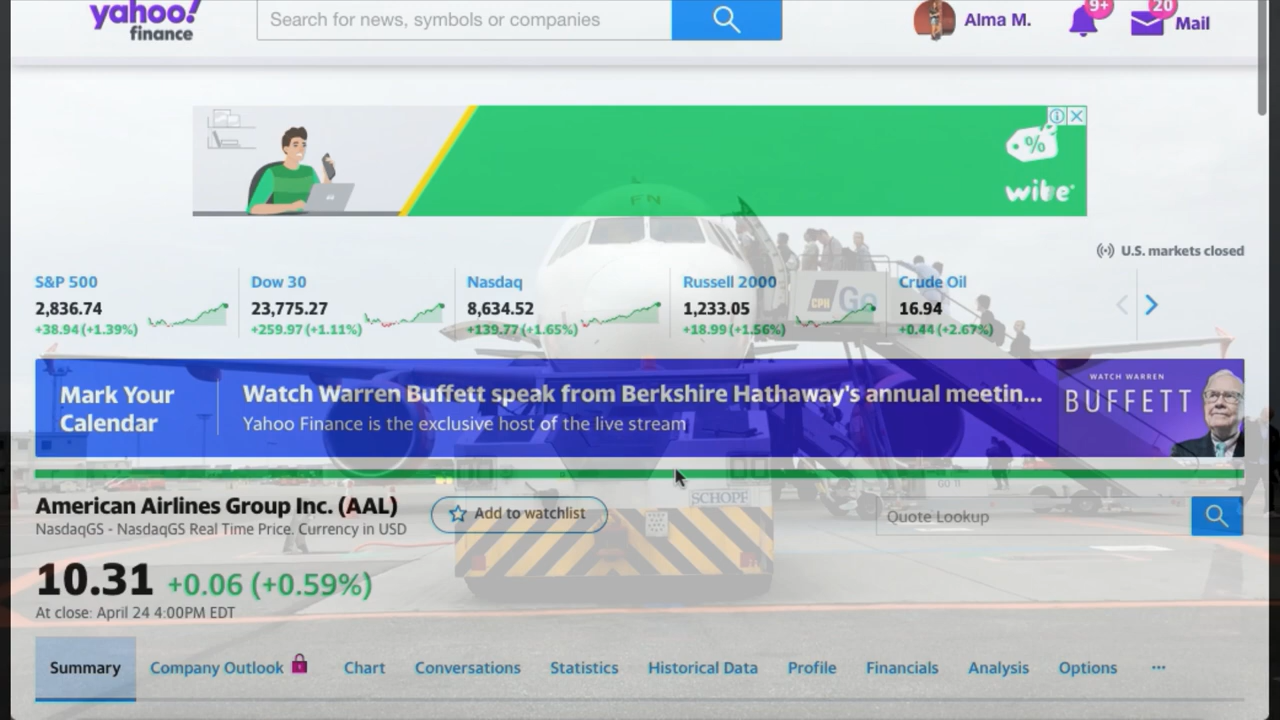 yahoo!
finance
Search for news, symbols or companies
Alma M.
9+
20
Mail
%
wibe
FN
U.S. markets closed
S&P 500
2,836.74
+38.94 (+1.39%)
Dow 30
23,775.27
+259.97 (+1.11%)
Nasdaq
8,634.52
+139.77 (+1.65%)
Russell 2000
1,233.05
+18.99 (+1.56%)
Crude Oil
16.94
+0.44 (+2.67%)
CPH Go
Mark Your
Calendar
Watch Warren Buffett speak from Berkshire Hathaway's annual meetin...
Yahoo Finance is the exclusive host of the live stream
WATCH WARREN
BUFFETT
SCHOPF
American Airlines Group Inc. (AAL)
NasdaqGS - NasdaqGS Real Time Price. Currency in USD
Add to watchlist
Quote Lookup
10.31 +0.06 (+0.59%)
At close: April 24 4:00PM EDT
Summary
Company Outlook
Chart
Conversations
Statistics
Historical Data
Profile
Financials
Analysis
Options
...